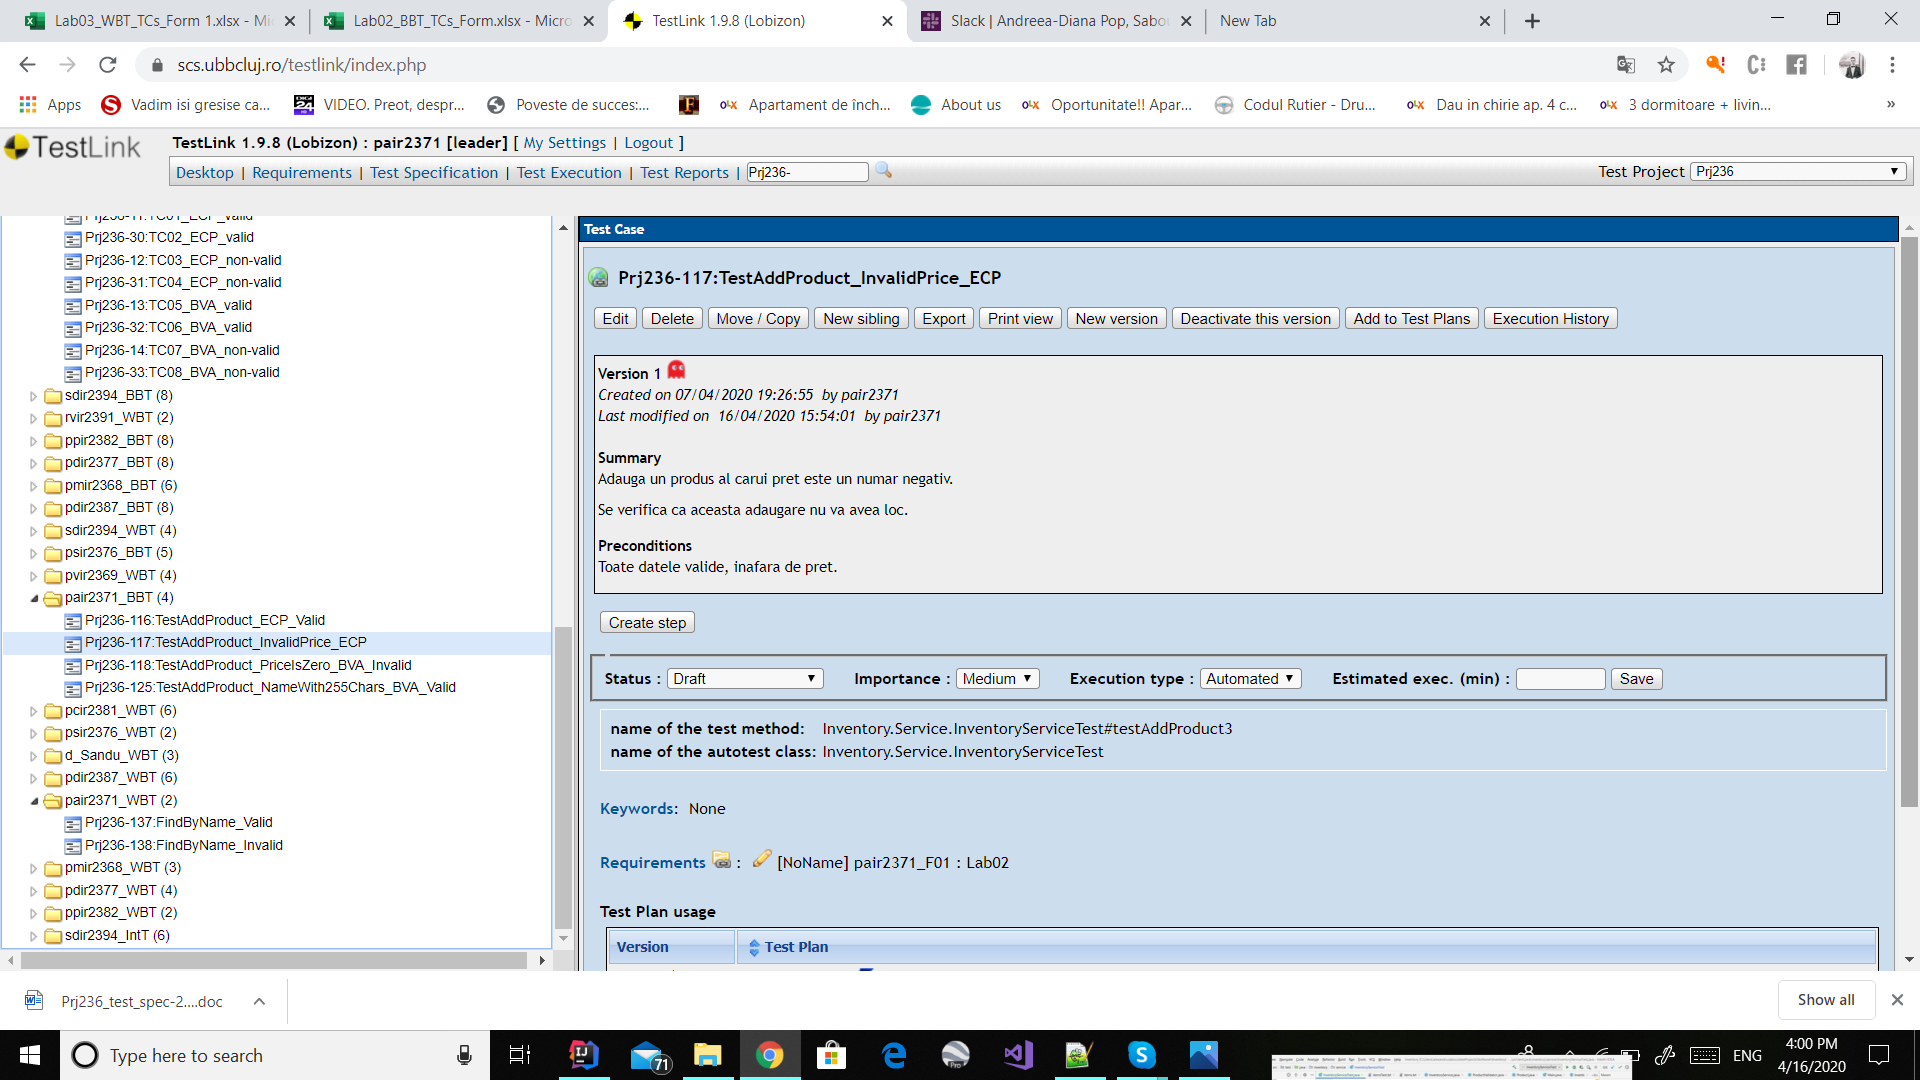 Lab03_WBT_TCs_Form 1.xlsx - Mic
Lab02_BBT_TCs_Form.xlsx - Micro
TestLink 1.9.8 (Lobizon)
Slack | Andreea-Diana Pop, Sabo
New Tab
scs.ubbcluj.ro/testlink/index.php
Apps
Vadim isi gresise ca...
VIDEO. Preot, despr...
Poveste de succes:...
Apartament de înch...
About us
Oportunitate!! Apar...
Codul Rutier - Dru...
Dau in chirie ap. 4 c...
3 dormitoare + livin...
TestLink
TestLink 1.9.8 (Lobizon) : pair2371 [leader] [ My Settings | Logout ]
Desktop | Requirements | Test Specification | Test Execution | Test Reports | Prj236-
Test Project Prj236
Prj236-11:TC01_ECP_valid
Prj236-30:TC02_ECP_valid
Prj236-12:TC03_ECP_non-valid
Prj236-31:TC04_ECP_non-valid
Prj236-13:TC05_BVA_valid
Prj236-32:TC06_BVA_valid
Prj236-14:TC07_BVA_non-valid
Prj236-33:TC08_BVA_non-valid
sdir2394_BBT (8)
rvir2391_WBT (2)
ppir2382_BBT (8)
pdir2377_BBT (8)
pmir2368_BBT (6)
pdir2387_BBT (8)
sdir2394_WBT (4)
psir2376_BBT (5)
pvir2369_WBT (4)
pair2371_BBT (4)
Prj236-116:TestAddProduct_ECP_Valid
Prj236-117:TestAddProduct_InvalidPrice_ECP
Prj236-118:TestAddProduct_PriceIsZero_BVA_Invalid
Prj236-125:TestAddProduct_NameWith255Chars_BVA_Valid
pcir2381_WBT (6)
psir2376_WBT (2)
d_Sandu_WBT (3)
pdir2387_WBT (6)
pair2371_WBT (2)
Prj236-137:FindByName_Valid
Prj236-138:FindByName_Invalid
pmir2368_WBT (3)
pdir2377_WBT (4)
ppir2382_WBT (2)
sdir2394_IntT (6)
Test Case
Prj236-117:TestAddProduct_InvalidPrice_ECP
Edit
Delete
Move / Copy
New sibling
Export
Print view
New version
Deactivate this version
Add to Test Plans
Execution History
Version 1
Created on 07/04/2020 19:26:55 by pair2371
Last modified on 16/04/2020 15:54:01 by pair2371
Summary
Adauga un produs al carui pret este un numar negativ.
Se verifica ca aceasta adaugare nu va avea loc.
Preconditions
Toate datele valide, inafara de pret.
Create step
Status : Draft
Importance : Medium
Execution type : Automated
Estimated exec. (min) :
Save
name of the test method: Inventory.Service.InventoryServiceTest#testAddProduct3
name of the autotest class: Inventory.Service.InventoryServiceTest
Keywords: None
Requirements : [NoName] pair2371_F01 : Lab02
Test Plan usage
Version
Test Plan
Prj236_test_spec-2....doc
Show all
Type here to search
71
ENG
4:00 PM
4/16/2020